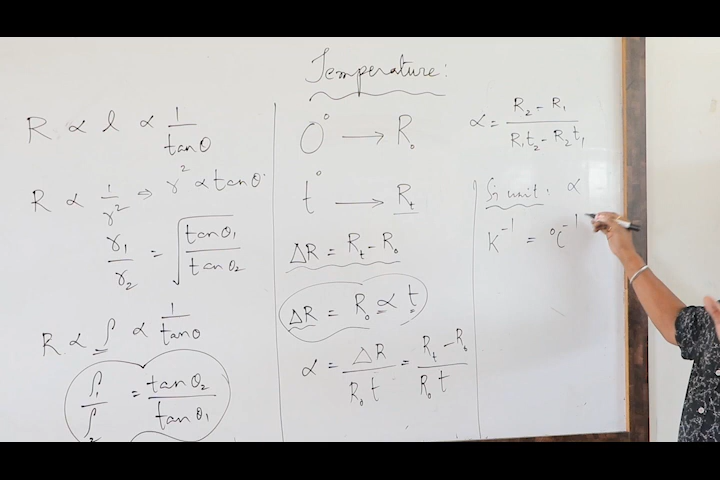 Temperature:
R ∝ l ∝ 1/tanθ
R ∝ 1/r² → r² ∝ tanθ
r₁/r₂ = √(tanθ₁/tanθ₂)
R ∝ ρ ∝ 1/tanθ
ρ₁/ρ₂ = tanθ₂/tanθ₁
0° → R₀
t° → Rt
ΔR = Rt - R₀
ΔR = R₀ ∝ t
∝ = ΔR/R₀t = Rt - R₀/R₀t
∝ = R₂ - R₁/R₁t₂ - R₂t₁
SI unit: ∝
K⁻¹ = °C⁻¹